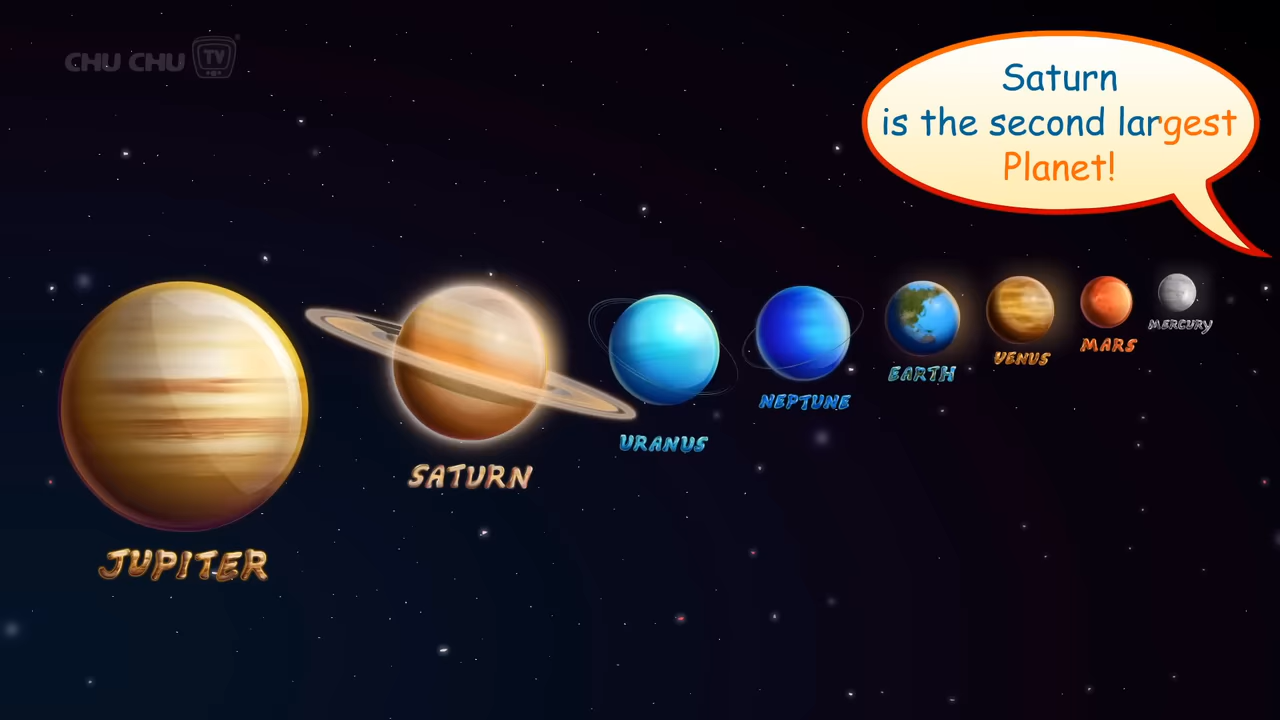 CHU CHU TV
Saturn
is the second largest
Planet!
MERCURY
MARS
VENUS
EARTH
NEPTUNE
URANUS
SATURN
JUPITER